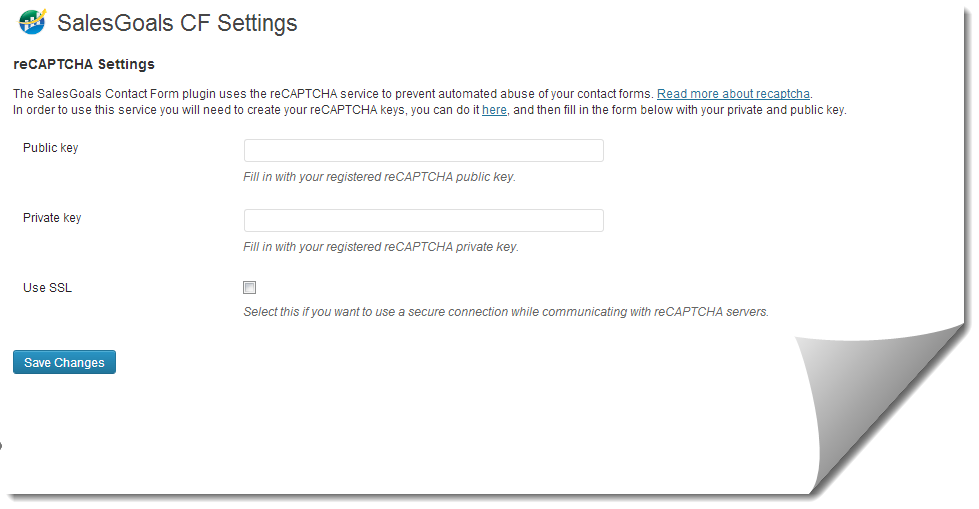 SalesGoals CF Settings
reCAPTCHA Settings
The SalesGoals Contact Form plugin uses the reCAPTCHA service to prevent automated abuse of your contact forms. Read more about recaptcha.
In order to use this service you will need to create your reCAPTCHA keys, you can do it here, and then fill in the form below with your private and public key.
Public key
Fill in with your registered reCAPTCHA public key.
Private key
Fill in with your registered reCAPTCHA private key.
Use SSL
Select this if you want to use a secure connection while communicating with reCAPTCHA servers.
Save Changes